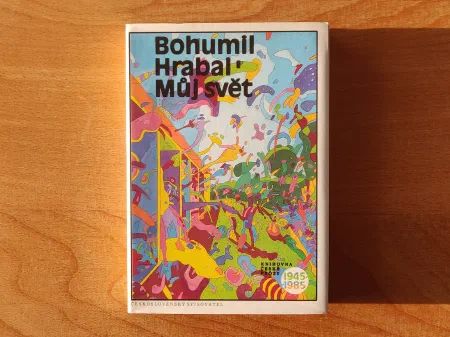 Bohumil
Hrabal
Můj svět
KNIHOVNA
ČESKÉ
PRÓZY
1945-
1985
ČESKOSLOVENSKÝ SPISOVATEL